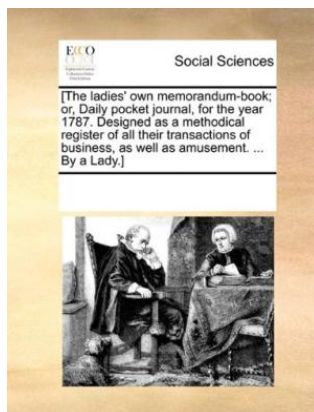 ECCO
Social Sciences
[The ladies' own memorandum-book;
or, Daily pocket journal, for the year
1787. Designed as a methodical
register of all their transactions of
business, as well as amusement. ...
By a Lady.]